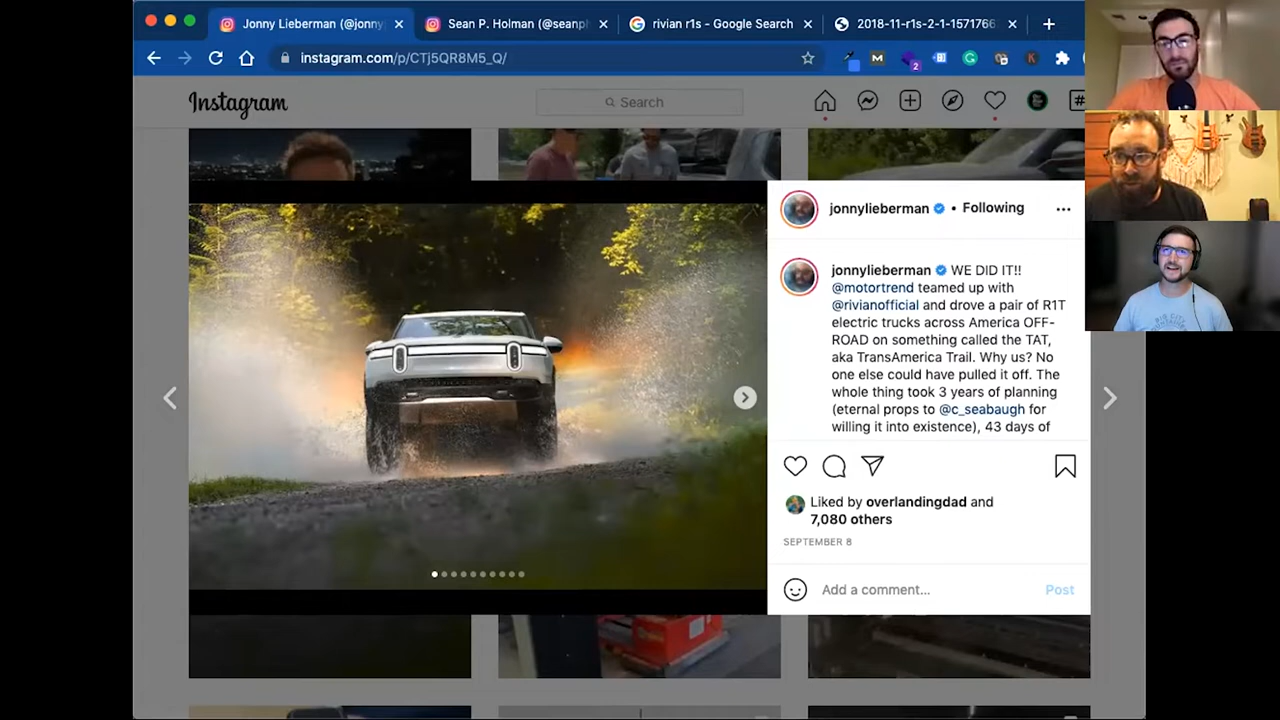 Jonny Lieberman (@jonny
Sean P. Holman (@seanp
rivian r1s - Google Search
2018-11-r1s-2-1-1571766
instagram.com/p/CTj5QR8M5_Q/
Instagram
Search
jonnylieberman • Following
jonnylieberman WE DID IT!!
@motortrend teamed up with
@rivianofficial and drove a pair of R1T
electric trucks across America OFF-
ROAD on something called the TAT,
aka TransAmerica Trail. Why us? No
one else could have pulled it off. The
whole thing took 3 years of planning
(eternal props to @c_seabaugh for
willing it into existence), 43 days of
Liked by overlandingdad and
7,080 others
SEPTEMBER 8
Add a comment...
Post
BIG CITY